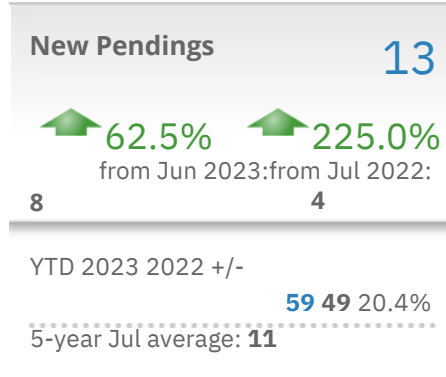 New Pendings 13
62.5% 225.0%
from Jun 2023:from Jul 2022:
8 4
YTD 2023 2022 +/-
59 49 20.4%
5-year Jul average: 11